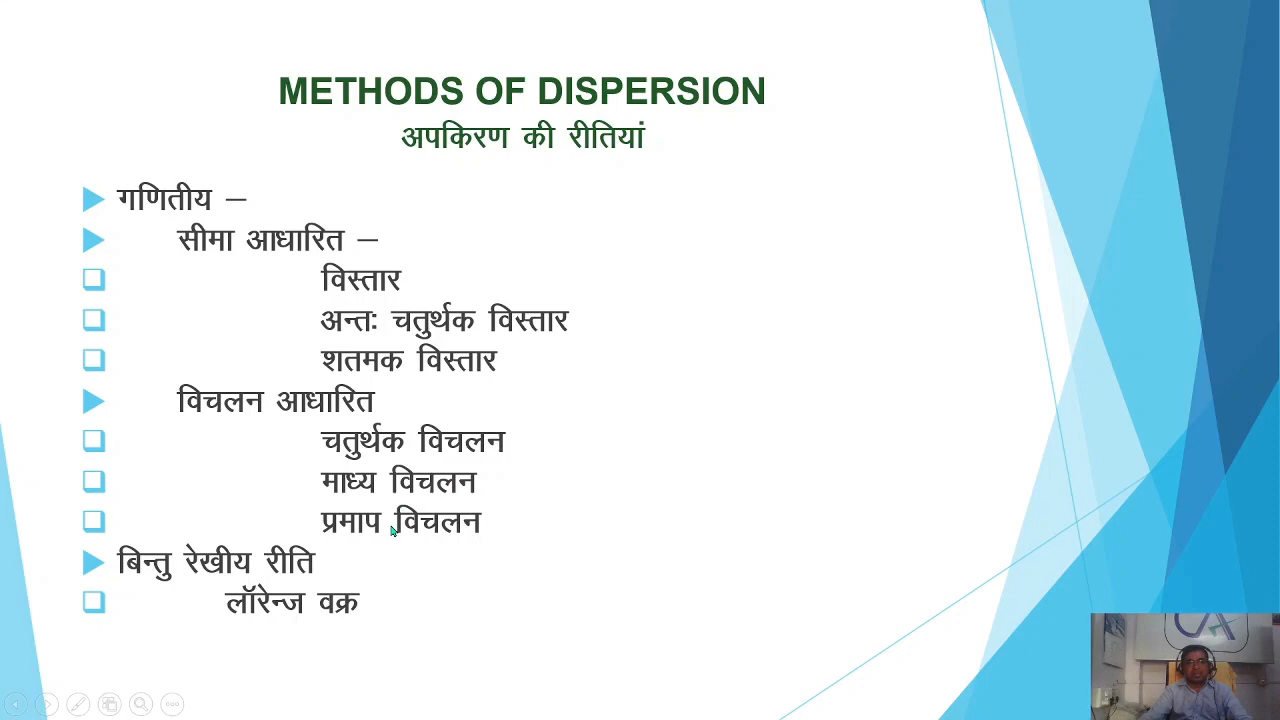 METHODS OF DISPERSION
अपकिरण की रीतियां
गणितीय –
सीमा आधारित –
विस्तार
अन्तः चतुर्थक विस्तार
शतमक विस्तार
विचलन आधारित
चतुर्थक विचलन
माध्य विचलन
प्रमाप विचलन
बिन्तु रेखीय रीति
लॉरेन्ज वक्र
CA